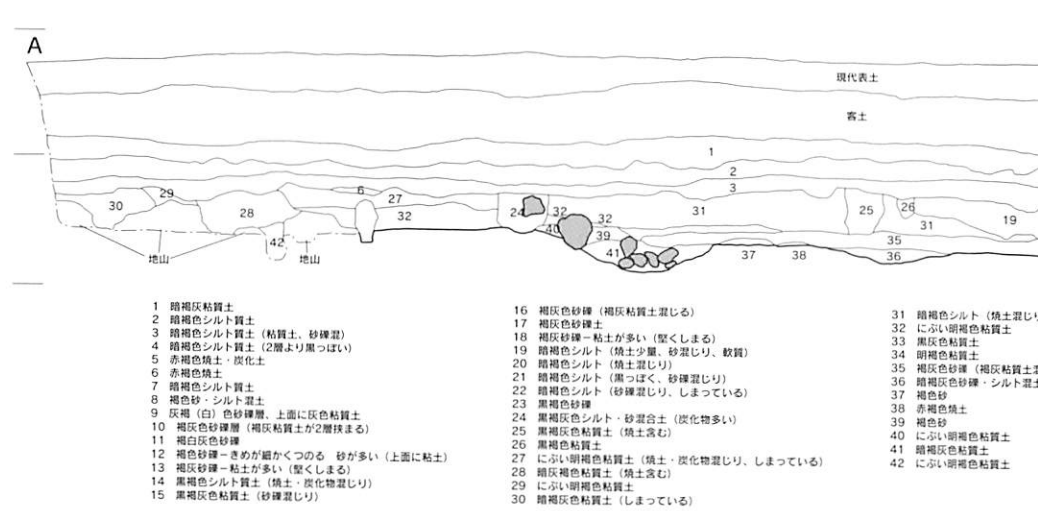 A
現代表土
客土
1
2
3
29
30
28
6
27
32
42
地山
地山
24
32
40
32
39
41
31
25
26
31
19
35
37
38
36
1 暗褐灰粘質土
2 暗褐色シルト質土
3 暗褐色シルト質土（粘質土、砂礫混）
4 暗褐色シルト質土（2層より黒っぽい）
5 赤褐色焼土・炭化土
6 赤褐色焼土
7 暗褐色シルト質土
8 褐色砂・シルト混土
9 灰褐（白）色砂礫層、上面に灰色粘質土
10 褐灰色砂礫層（褐灰粘質土が2層挟まる）
11 褐白灰色砂礫
12 褐色砂礫－きめが細かくつのる 砂が多い（上面に粘土）
13 褐灰砂礫－粘土が多い（堅くしまる）
14 黒褐色シルト質土（焼土・炭化物混じり）
15 黒褐灰色粘質土（砂礫混じり）
16 褐灰色砂礫（褐灰粘質土混じる）
17 褐灰色砂礫土
18 褐灰砂礫－粘土が多い（堅くしまる）
19 暗褐色シルト（焼土少量、砂混じり、軟質）
20 暗褐色シルト（焼土混じり）
21 暗褐色シルト（黒っぽく、砂礫混じり）
22 暗褐色シルト（砂礫混じり、しまっている）
23 黒褐色砂礫
24 黒褐灰色シルト・砂混合土（炭化物多い）
25 黒褐灰色粘質土（焼土含む）
26 黒褐色粘質土
27 にぶい明褐色粘質土（焼土・炭化物混じり、しまっている）
28 暗灰褐色粘質土（焼土含む）
29 にぶい明褐色粘質土
30 暗褐灰色粘質土（しまっている）
31 暗褐色シルト（焼土混じり
32 にぶい明褐色粘質土
33 黒灰色粘質土
34 明褐色粘質土
35 褐灰色砂礫（褐灰粘質土混
36 暗褐灰色砂礫・シルト混土
37 褐色砂
38 赤褐色焼土
39 褐色砂
40 にぶい明褐色粘質土
41 暗褐灰色粘質土
42 にぶい明褐色粘質土